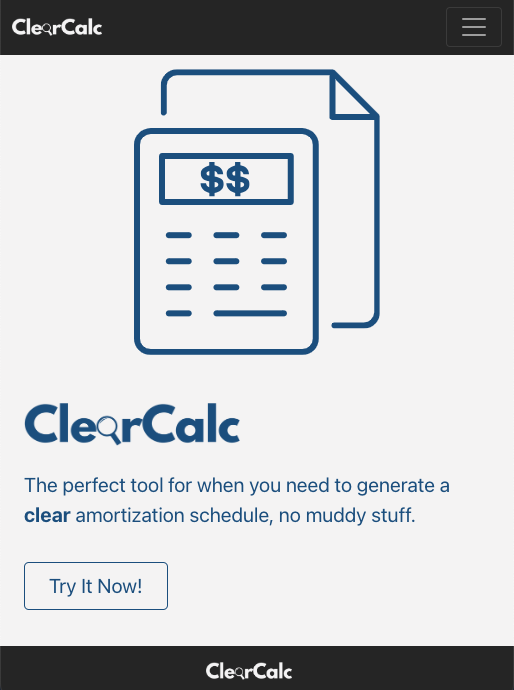 ClearCalc
$$
ClearCalc
The perfect tool for when you need to generate a
clear amortization schedule, no muddy stuff.
Try It Now!
ClearCalc